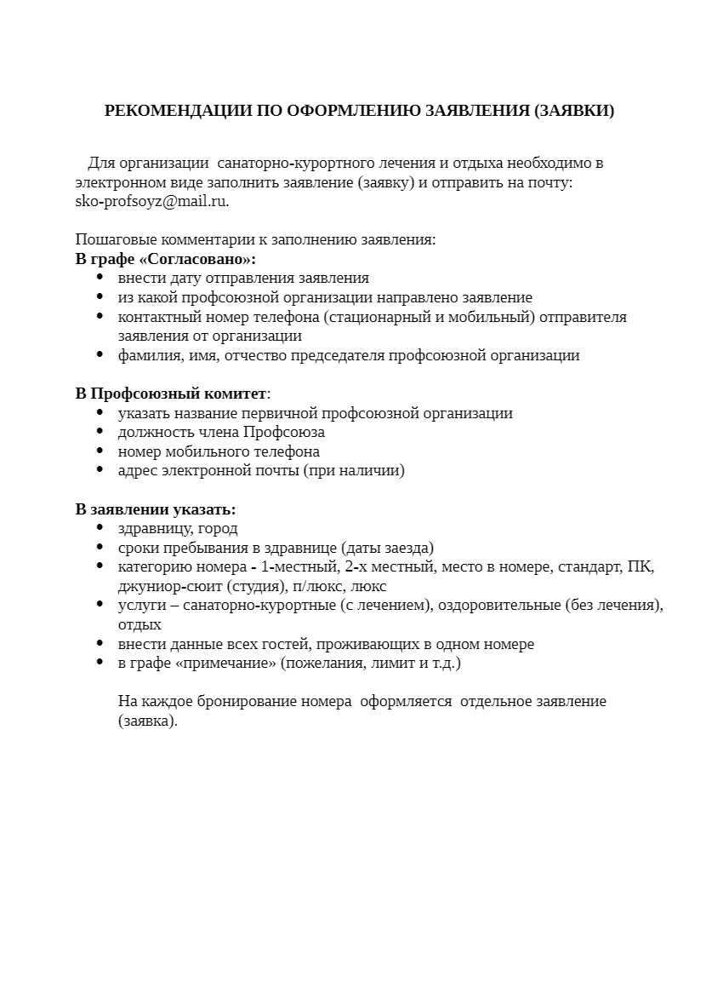 РЕКОМЕНДАЦИИ ПО ОФОРМЛЕНИЮ ЗАЯВЛЕНИЯ (ЗАЯВКИ)
Для организации  санаторно-курортного лечения и отдыха необходимо в
электронном виде заполнить заявление (заявку) и отправить на почту:
sko-profsoyz@mail.ru.
Пошаговые комментарии к заполнению заявления:
В графе «Согласовано»:
• внести дату отправления заявления
• из какой профсоюзной организации направлено заявление
• контактный номер телефона (стационарный и мобильный) отправителя
заявления от организации
• фамилия, имя, отчество председателя профсоюзной организации
В Профсоюзный комитет:
• указать название первичной профсоюзной организации
• должность члена Профсоюза
• номер мобильного телефона
• адрес электронной почты (при наличии)
В заявлении указать:
• здравницу, город
• сроки пребывания в здравнице (даты заезда)
• категорию номера - 1-местный, 2-х местный, место в номере, стандарт, ПК,
джуниор-сюит (студия), п/люкс, люкс
• услуги – санаторно-курортные (с лечением), оздоровительные (без лечения),
отдых
• внести данные всех гостей, проживающих в одном номере
• в графе «примечание» (пожелания, лимит и т.д.)
На каждое бронирование номера  оформляется  отдельное заявление
(заявка).